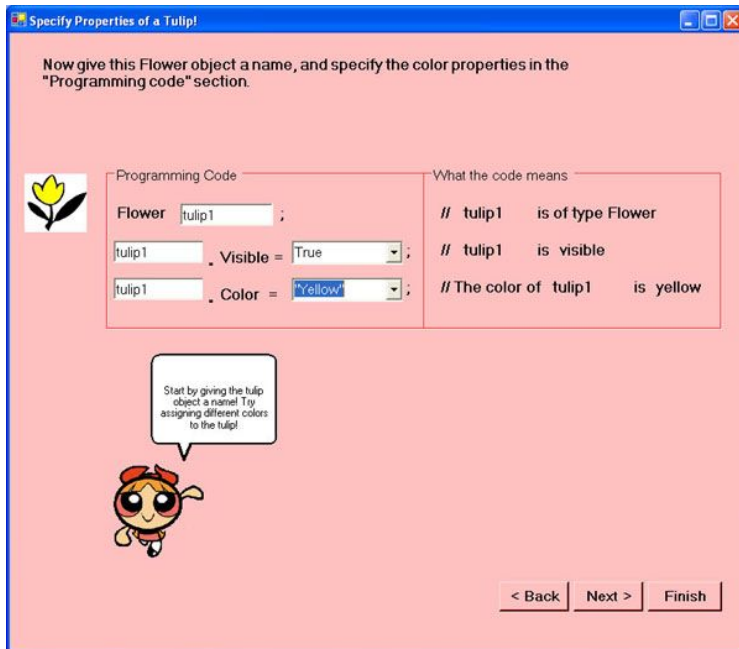 Specify Properties of a Tulip!
Now give this Flower object a name, and specify the color properties in the
"Programming code" section.
Programming Code
Flower tulip1 ;
tulip1 . Visible = True ;
tulip1 . Color = "Yellow" ;
What the code means
// tulip1 is of type Flower
// tulip1 is visible
// The color of tulip1 is yellow
Start by giving the tulip
object a name! Try
assigning different colors
to the tulip!
< Back Next > Finish